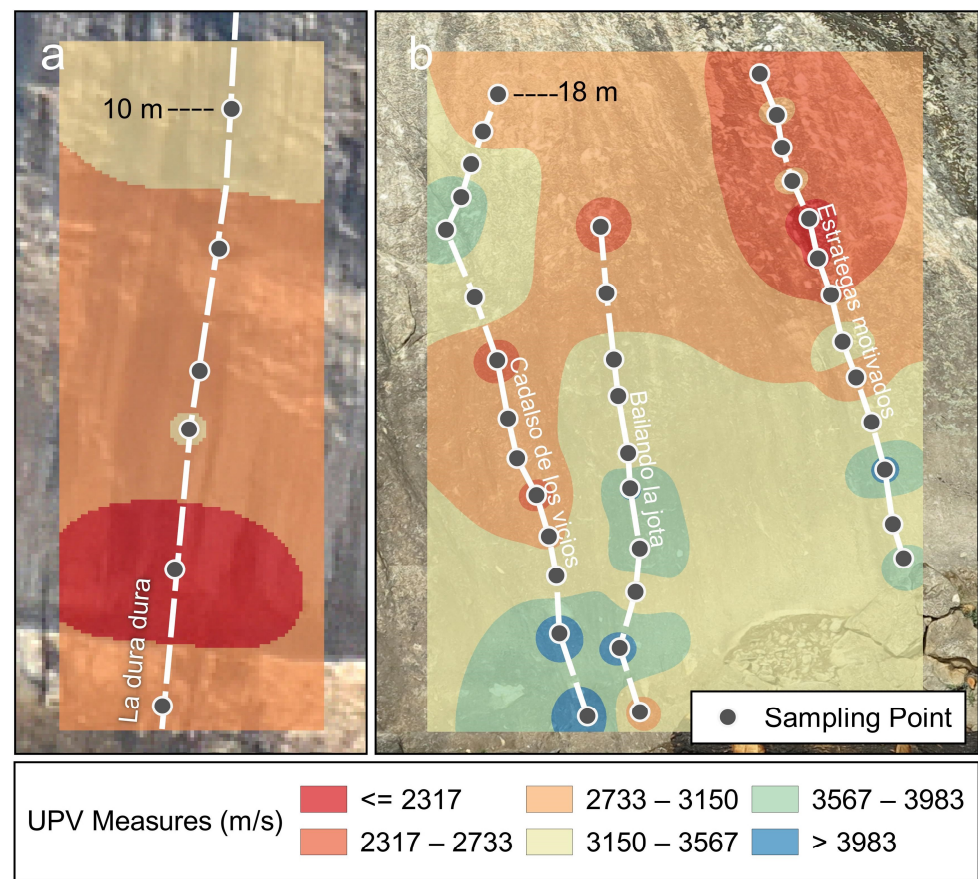 a
10 m
La dura dura
b
18 m
Cadalso de los vicios
Bailando la jota
Estrategas motivados
Sampling Point
UPV Measures (m/s)
<= 2317
2317 – 2733
2733 – 3150
3150 – 3567
3567 – 3983
> 3983